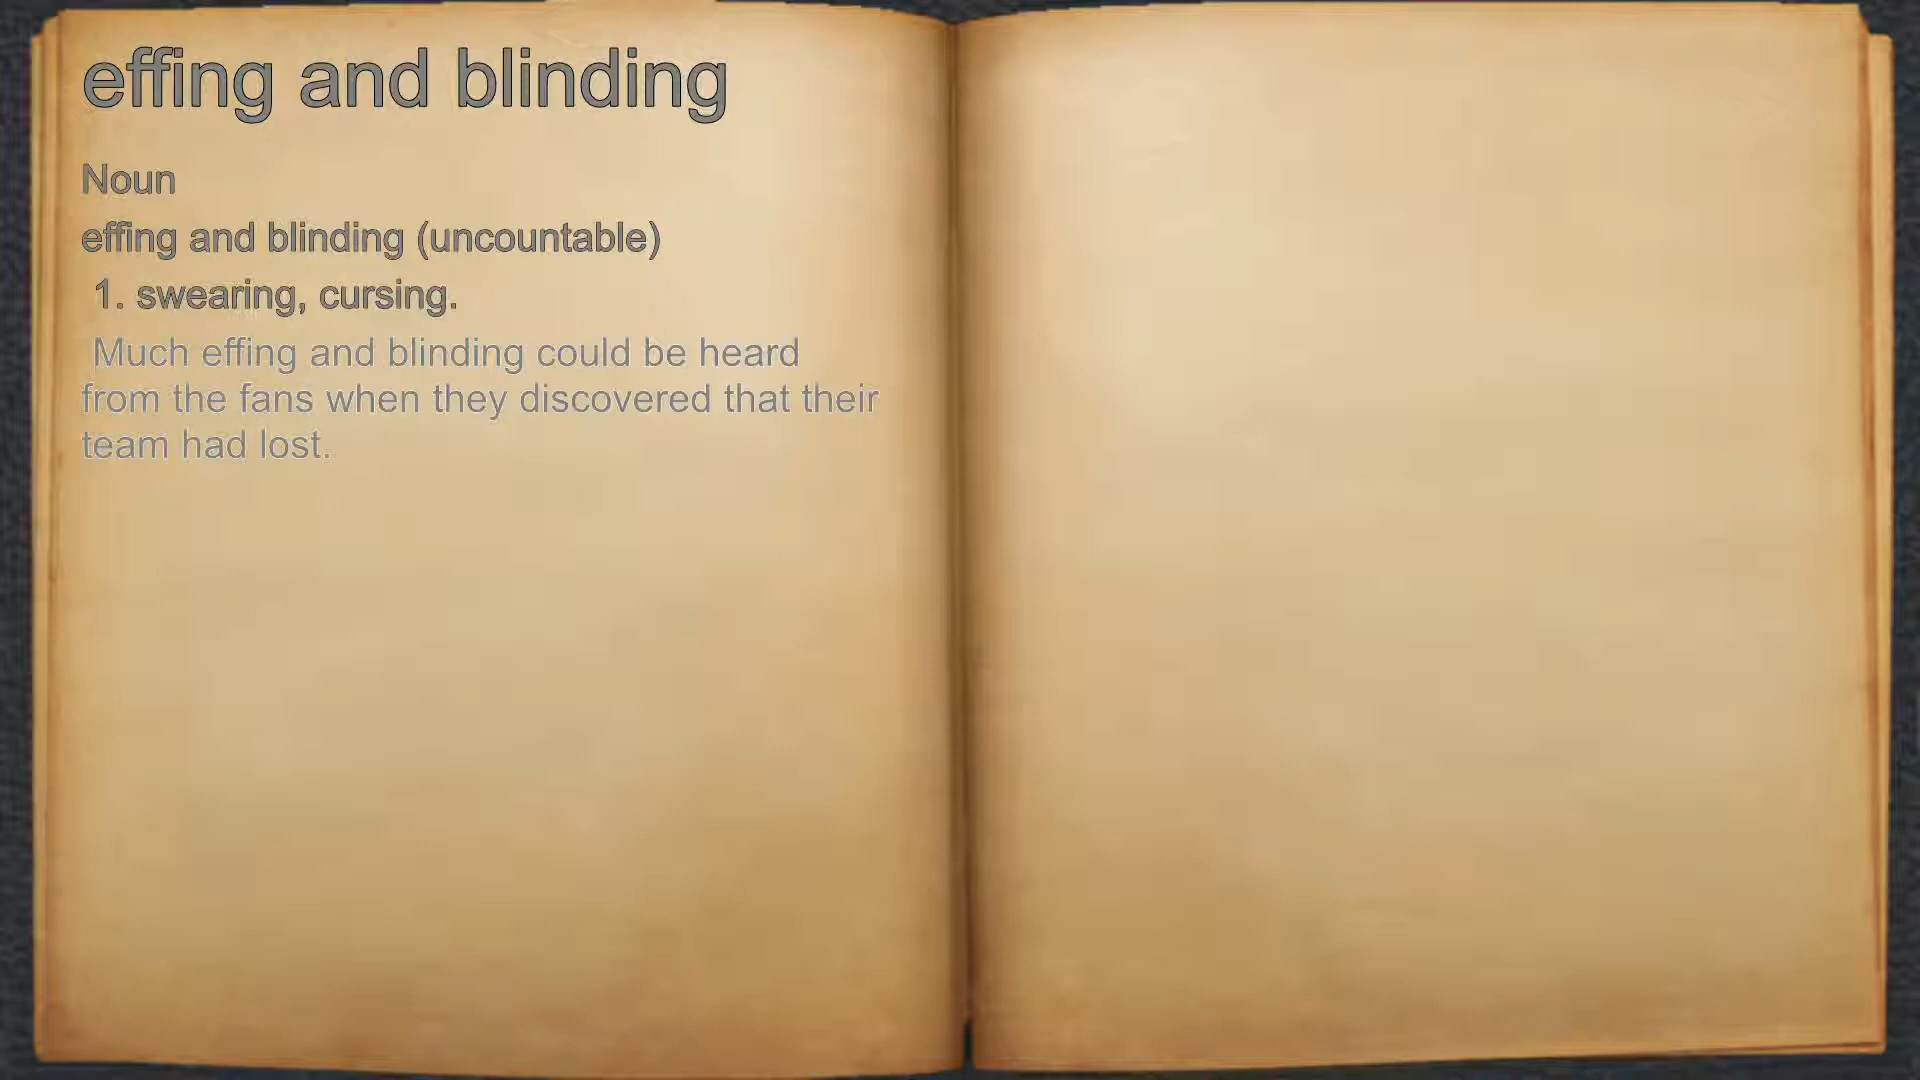 effing and blinding
Noun
effing and blinding (uncountable)
1. swearing, cursing.
Much effing and blinding could be heard
from the fans when they discovered that their
team had lost.